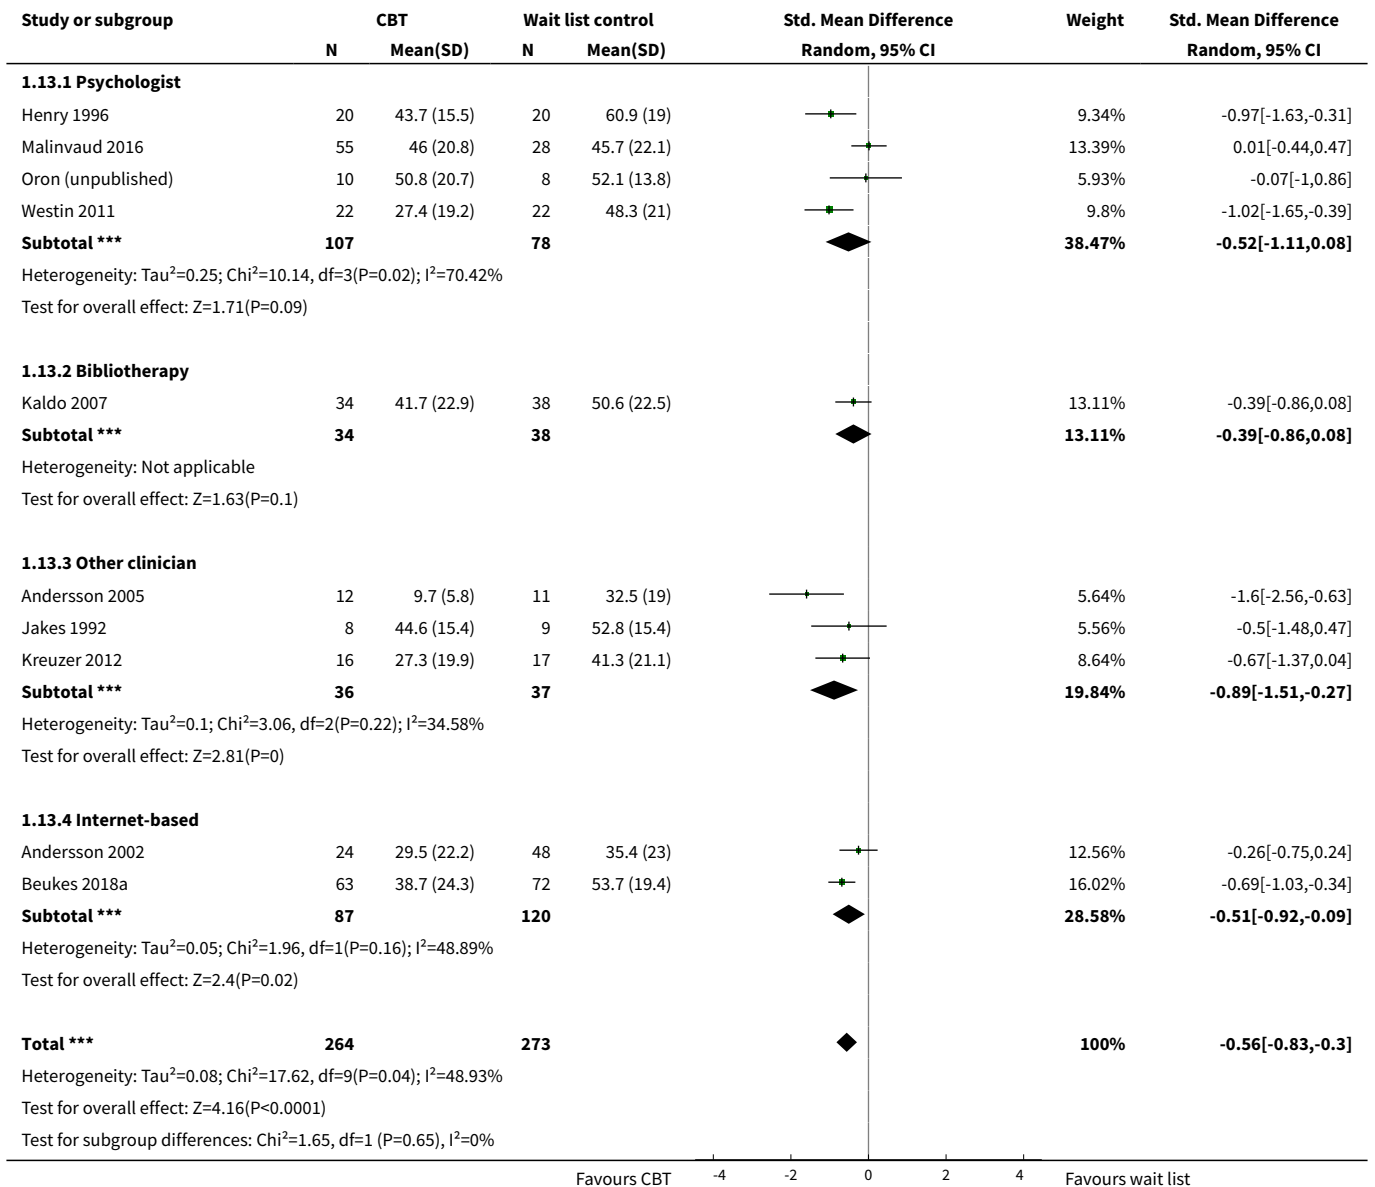 Study or subgroup CBT Wait list control Std. Mean Difference Weight Std. Mean Difference
N Mean(SD) N Mean(SD) Random, 95% CI Random, 95% CI
1.13.1 Psychologist
Henry 1996 20 43.7 (15.5) 20 60.9 (19) 9.34% -0.97[-1.63,-0.31]
Malinvaud 2016 55 46 (20.8) 28 45.7 (22.1) 13.39% 0.01[-0.44,0.47]
Oron (unpublished) 10 50.8 (20.7) 8 52.1 (13.8) 5.93% -0.07[-1,0.86]
Westin 2011 22 27.4 (19.2) 22 48.3 (21) 9.8% -1.02[-1.65,-0.39]
Subtotal *** 107 78 38.47% -0.52[-1.11,0.08]
Heterogeneity: Tau²=0.25; Chi²=10.14, df=3(P=0.02); I²=70.42%
Test for overall effect: Z=1.71(P=0.09)
1.13.2 Bibliotherapy
Kaldo 2007 34 41.7 (22.9) 38 50.6 (22.5) 13.11% -0.39[-0.86,0.08]
Subtotal *** 34 38 13.11% -0.39[-0.86,0.08]
Heterogeneity: Not applicable
Test for overall effect: Z=1.63(P=0.1)
1.13.3 Other clinician
Andersson 2005 12 9.7 (5.8) 11 32.5 (19) 5.64% -1.6[-2.56,-0.63]
Jakes 1992 8 44.6 (15.4) 9 52.8 (15.4) 5.56% -0.5[-1.48,0.47]
Kreuzer 2012 16 27.3 (19.9) 17 41.3 (21.1) 8.64% -0.67[-1.37,0.04]
Subtotal *** 36 37 19.84% -0.89[-1.51,-0.27]
Heterogeneity: Tau²=0.1; Chi²=3.06, df=2(P=0.22); I²=34.58%
Test for overall effect: Z=2.81(P=0)
1.13.4 Internet-based
Andersson 2002 24 29.5 (22.2) 48 35.4 (23) 12.56% -0.26[-0.75,0.24]
Beukes 2018a 63 38.7 (24.3) 72 53.7 (19.4) 16.02% -0.69[-1.03,-0.34]
Subtotal *** 87 120 28.58% -0.51[-0.92,-0.09]
Heterogeneity: Tau²=0.05; Chi²=1.96, df=1(P=0.16); I²=48.89%
Test for overall effect: Z=2.4(P=0.02)
Total *** 264 273 100% -0.56[-0.83,-0.3]
Heterogeneity: Tau²=0.08; Chi²=17.62, df=9(P=0.04); I²=48.93%
Test for overall effect: Z=4.16(P<0.0001)
Test for subgroup differences: Chi²=1.65, df=1 (P=0.65), I²=0%
Favours CBT -4 -2 0 2 4 Favours wait list